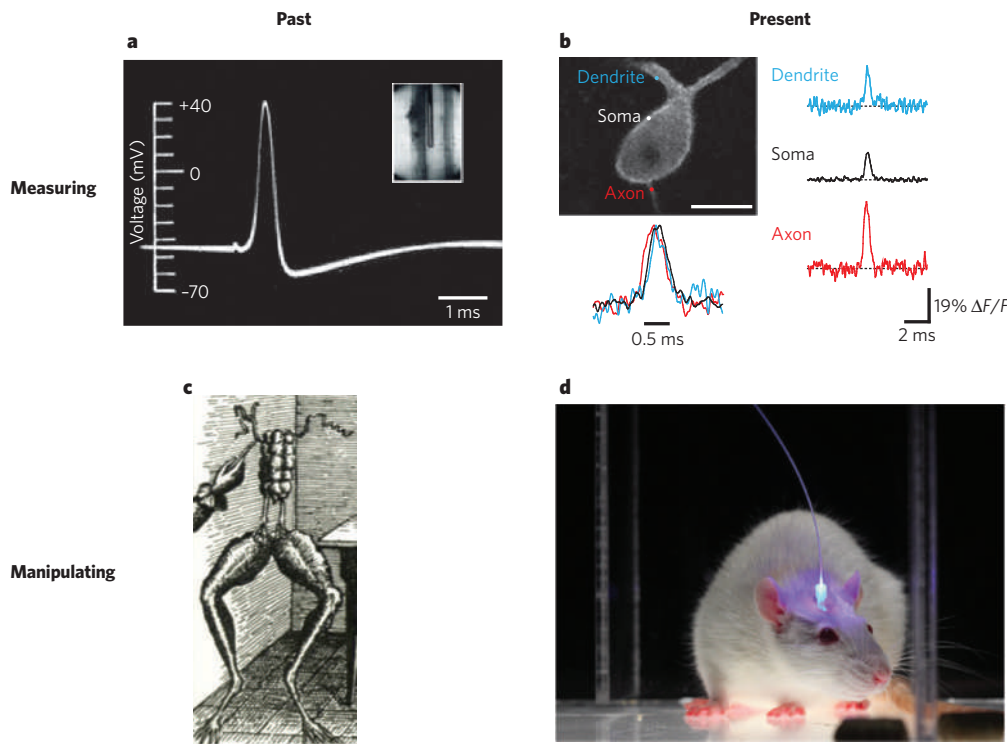 Past
Present
a
b
Measuring
Voltage (mV)
+40
0
–70
1 ms
Dendrite
Soma
Axon
0.5 ms
Dendrite
Soma
Axon
19% ΔF/F
2 ms
c
d
Manipulating